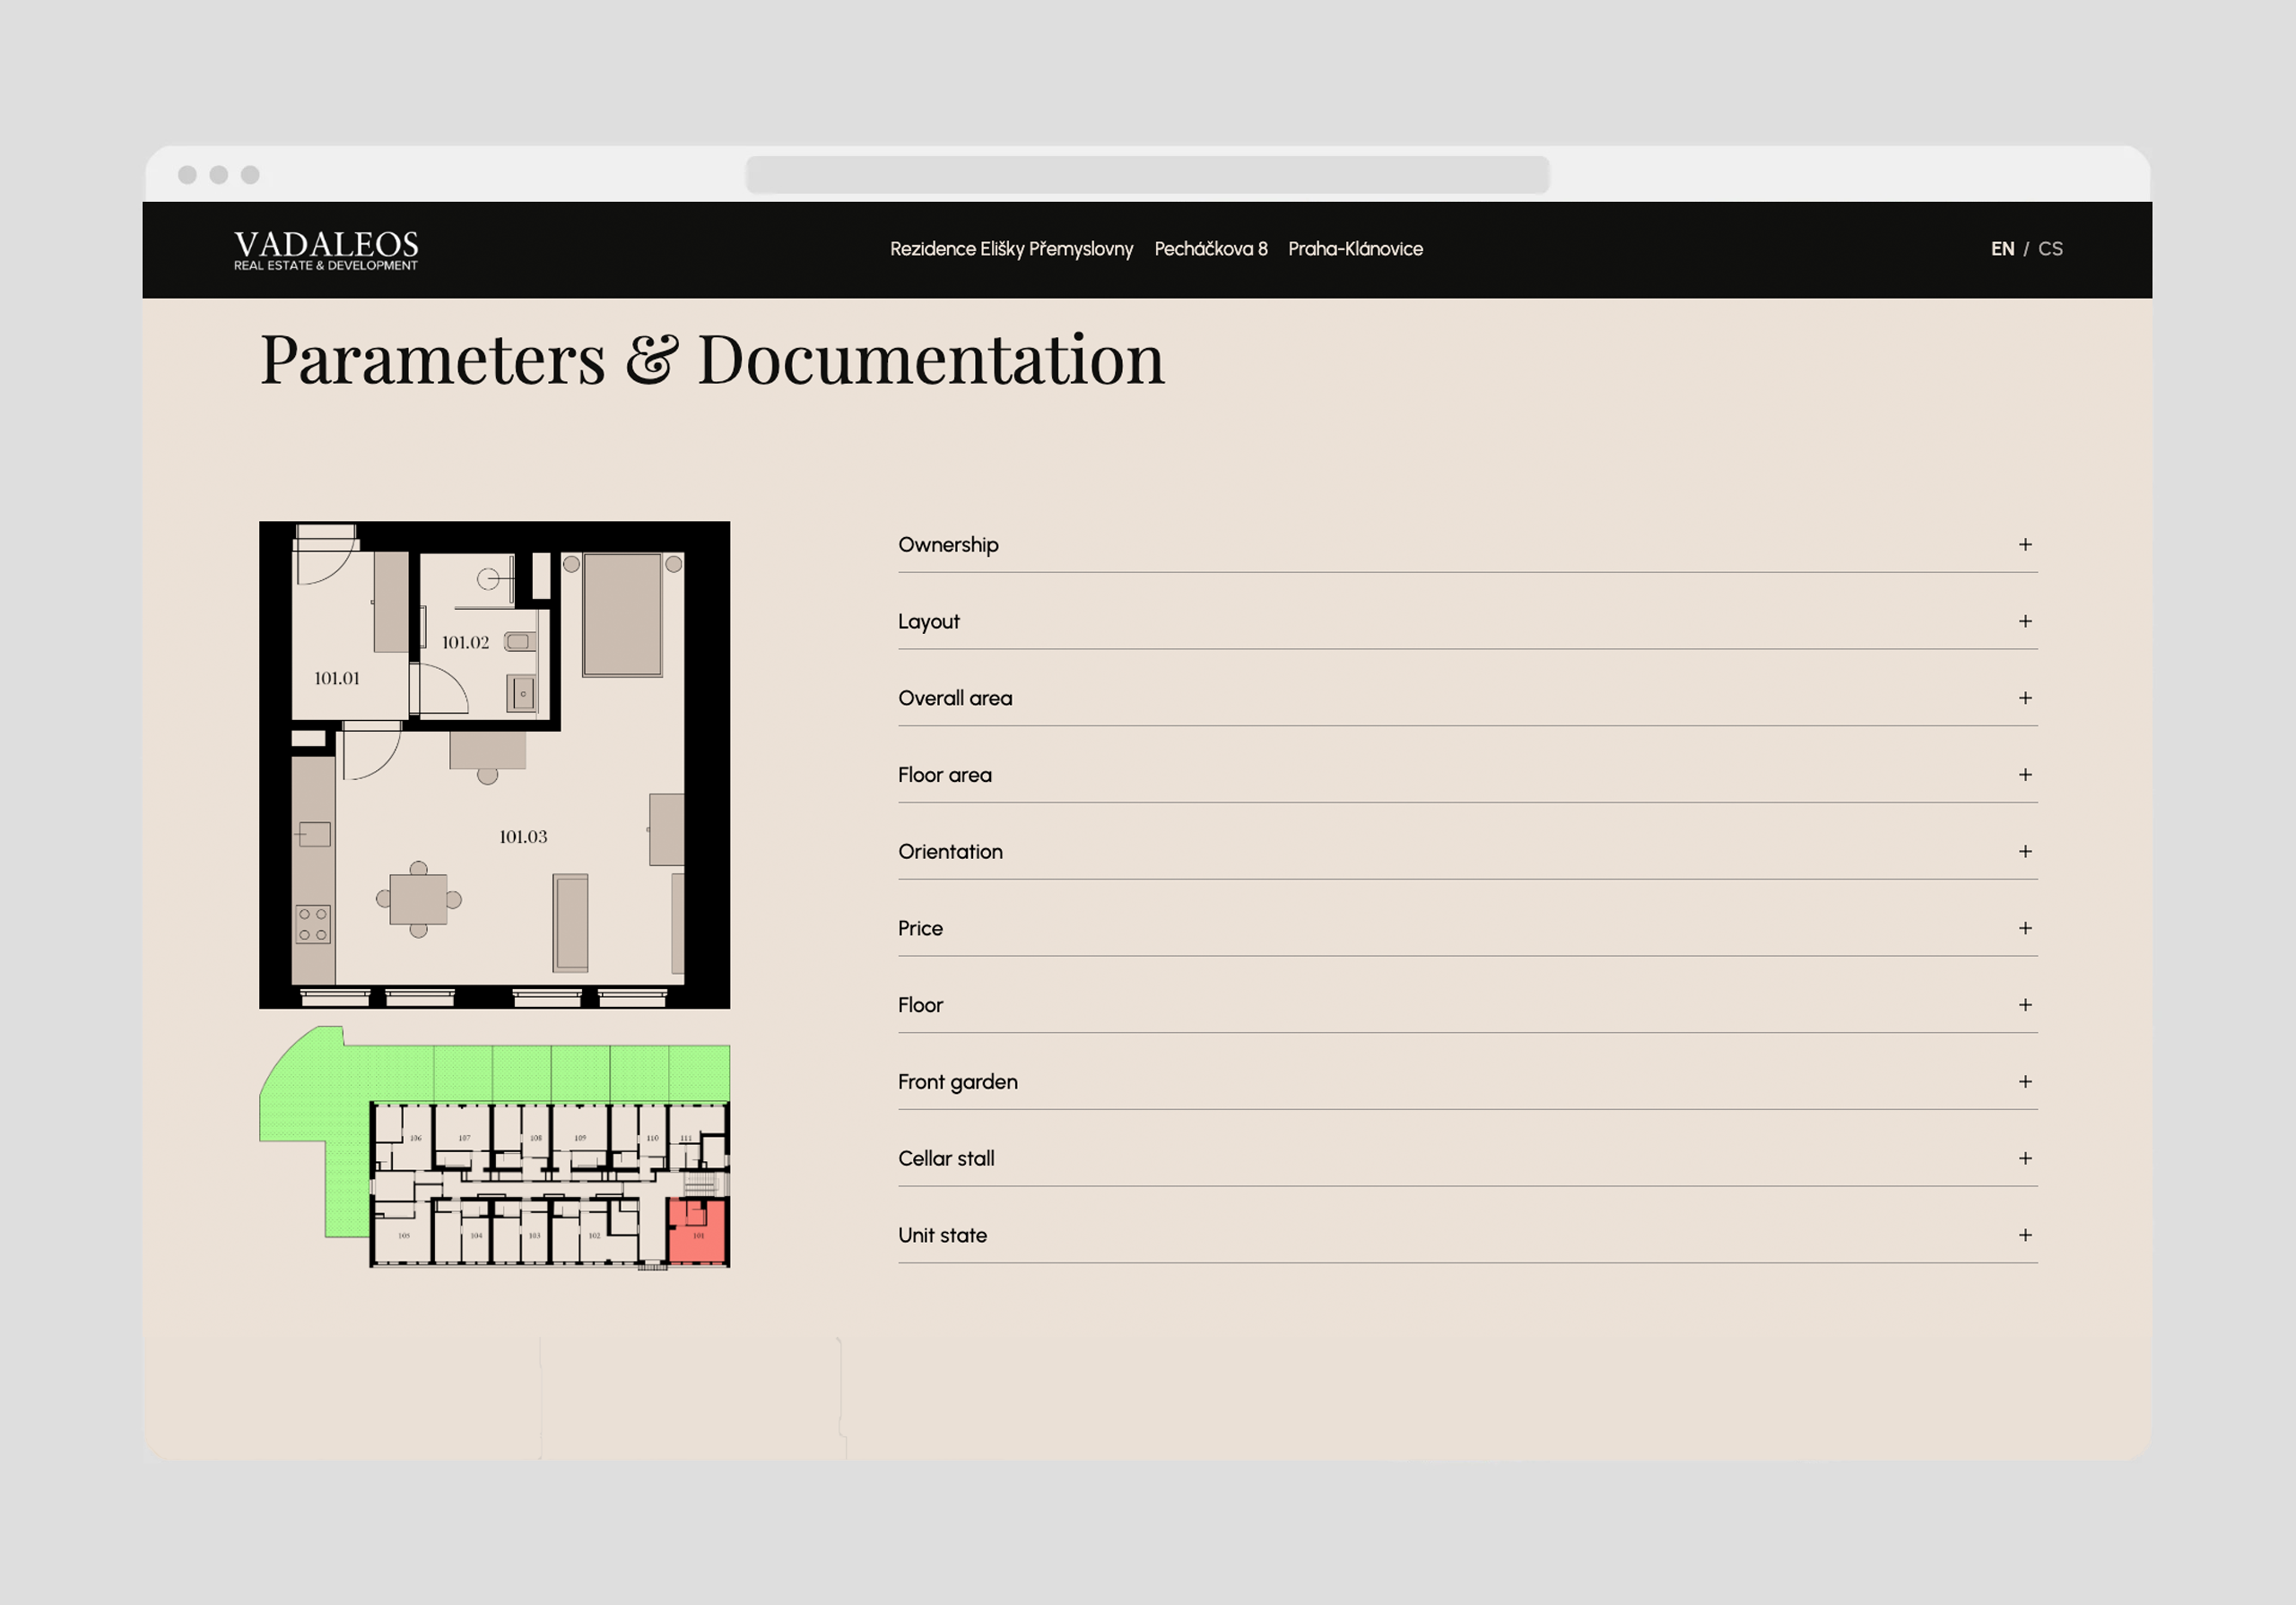 VADALEOS
REAL ESTATE & DEVELOPMENT
Rezidence Elišky Přemyslovny Pecháčkova 8 Praha-Klánovice
EN / CS
Parameters & Documentation
101.01
101.02
101.03
106 107 108 109 110 111
105 104 103 102 101
Ownership +
Layout +
Overall area +
Floor area +
Orientation +
Price +
Floor +
Front garden +
Cellar stall +
Unit state +